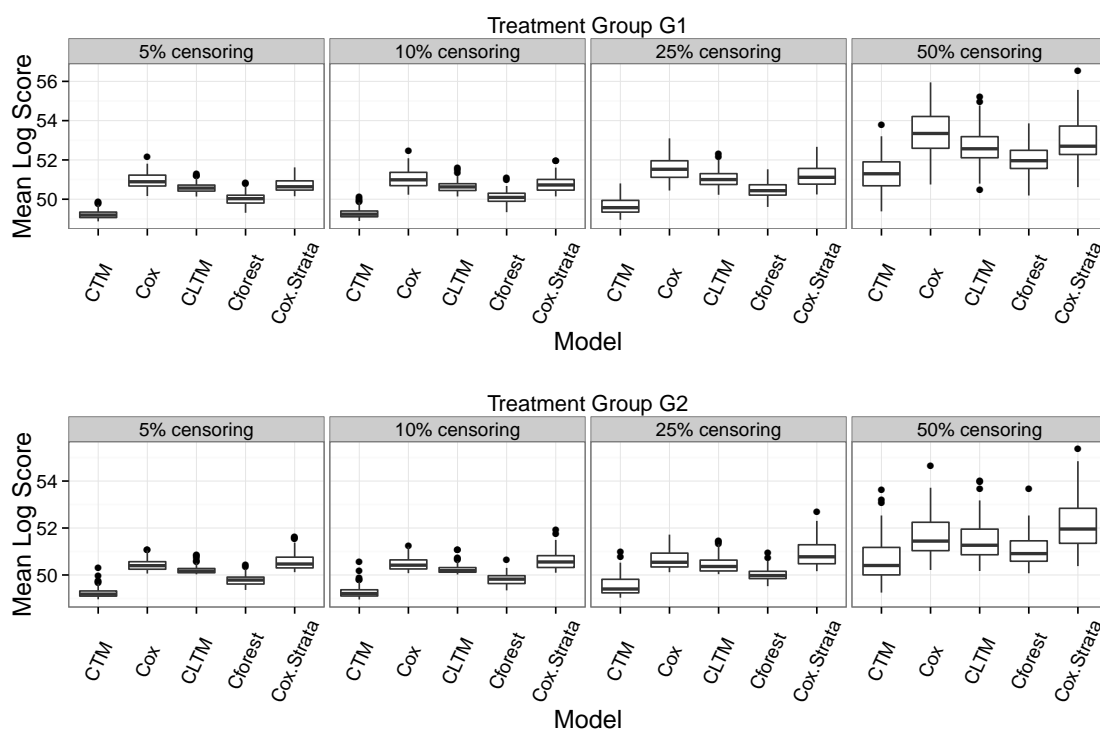 Treatment Group G1
5% censoring 10% censoring 25% censoring 50% censoring
Mean Log Score
56
54
52
50
CTM Cox CLTM Cforest Cox.Strata CTM Cox CLTM Cforest Cox.Strata CTM Cox CLTM Cforest Cox.Strata CTM Cox CLTM Cforest Cox.Strata
Model
Treatment Group G2
5% censoring 10% censoring 25% censoring 50% censoring
Mean Log Score
54
52
50
CTM Cox CLTM Cforest Cox.Strata CTM Cox CLTM Cforest Cox.Strata CTM Cox CLTM Cforest Cox.Strata CTM Cox CLTM Cforest Cox.Strata
Model